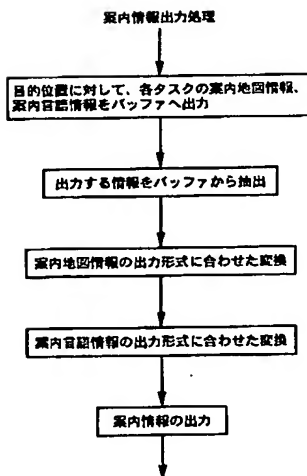 案内情報出力処理
目的位置に対して、各タスクの案内地図情報、
案内言語情報をバッファへ出力
出力する情報をバッファから抽出
案内地図情報の出力形式に合わせた変換
案内言語情報の出力形式に合わせた変換
案内情報の出力